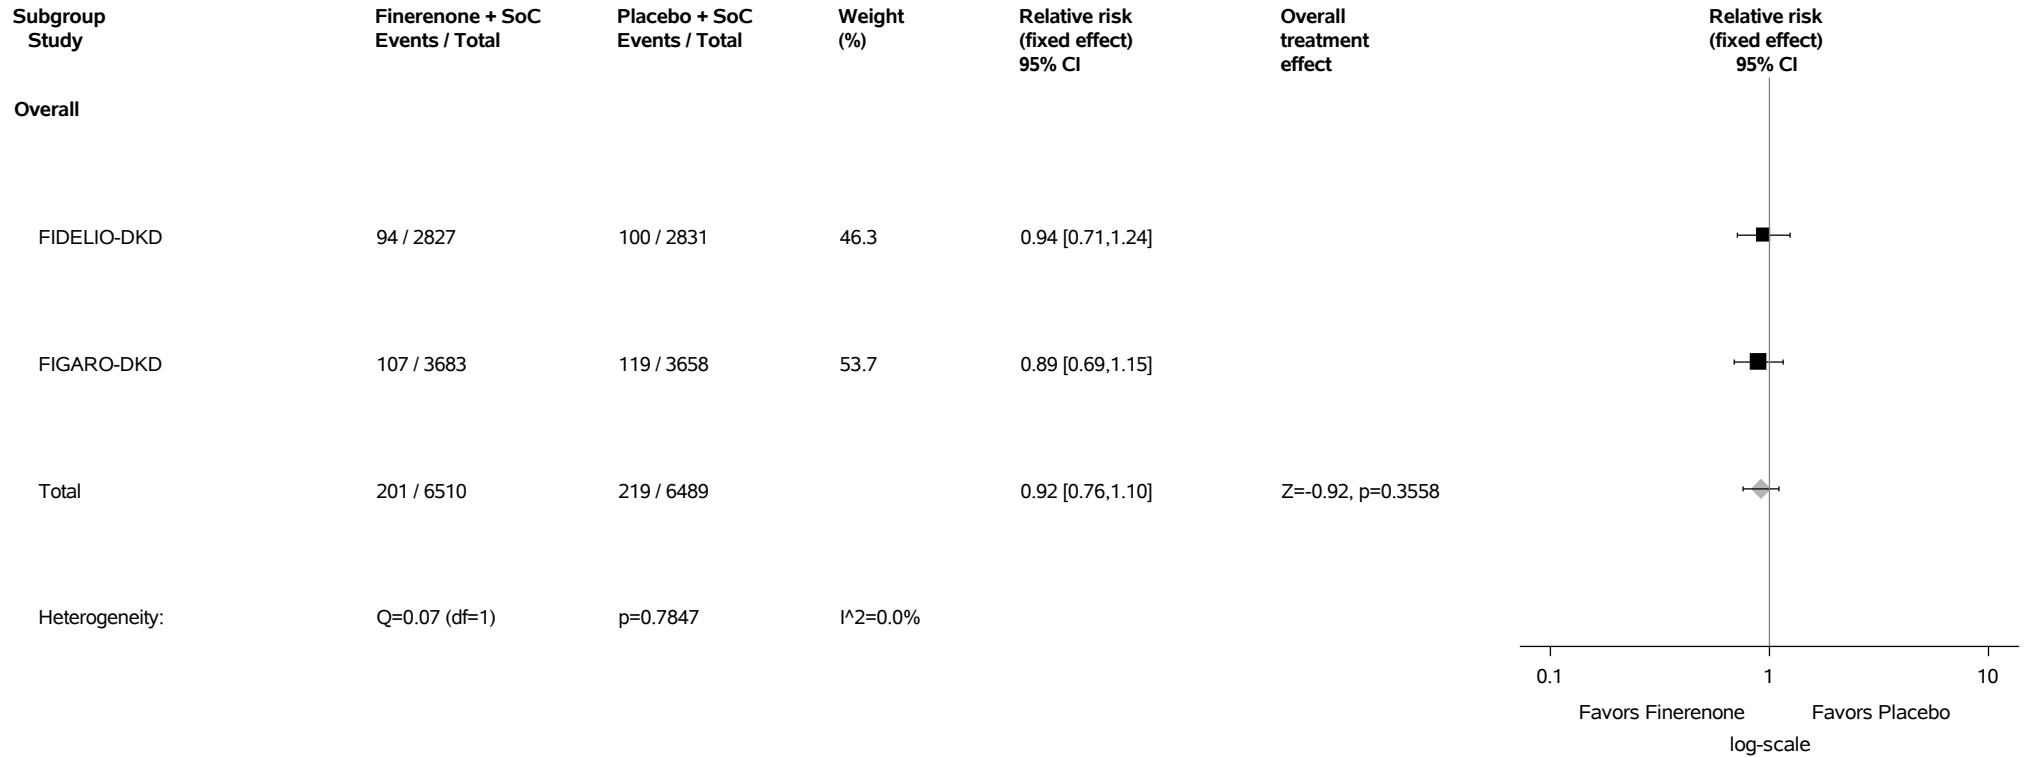 Subgroup Finerenone + SoC Placebo + SoC Weight Relative risk Overall Relative risk
Study Events / Total Events / Total (%) (fixed effect) treatment (fixed effect)
95% CI effect 95% CI
Overall
FIDELIO-DKD 94 / 2827 100 / 2831 46.3 0.94 [0.71,1.24]
FIGARO-DKD 107 / 3683 119 / 3658 53.7 0.89 [0.69,1.15]
Total 201 / 6510 219 / 6489 0.92 [0.76,1.10] Z=-0.92, p=0.3558
Heterogeneity: Q=0.07 (df=1) p=0.7847 I^2=0.0%
0.1 1 10
Favors Finerenone Favors Placebo
log-scale